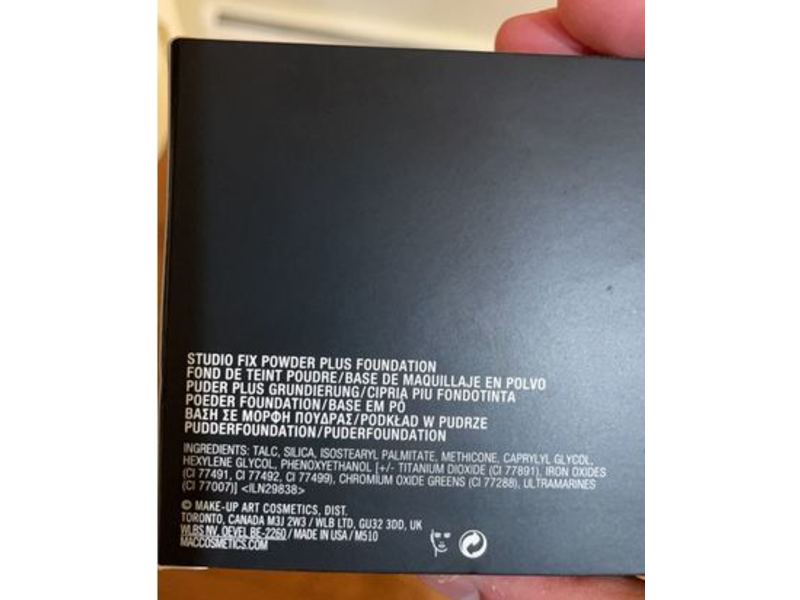 STUDIO FIX POWDER PLUS FOUNDATION
FOND DE TEINT POUDRE/BASE DE MAQUILLAJE EN POLVO
PUDER PLUS GRUNDIERUNG/CIPRIA PIU FONDOTINTA
POEDER FOUNDATION/BASE EM PÓ
ΒΑΣΗ ΣΕ ΜΟΡΦΗ ΠΟΥΔΡΑΣ/PODKŁAD W PUDRZE
PUDDERFOUNDATION/PUDERFOUNDATION
INGREDIENTS: TALC, SILICA, ISOSTEARYL PALMITATE, METHICONE, CAPRYLYL GLYCOL,
HEXYLENE GLYCOL, PHENOXYETHANOL [+/- TITANIUM DIOXIDE (CI 77891), IRON OXIDES
(CI 77491, CI 77492, CI 77499), CHROMIUM OXIDE GREENS (CI 77288), ULTRAMARINES
(CI 77007)] <ILN29838>
© MAKE-UP ART COSMETICS, DIST.
TORONTO, CANADA M3J 2W3 / WLB LTD, GU32 3DD, UK
WLBS NV, OEVEL BE-2260 / MADE IN USA / M510
MACCOSMETICS.COM